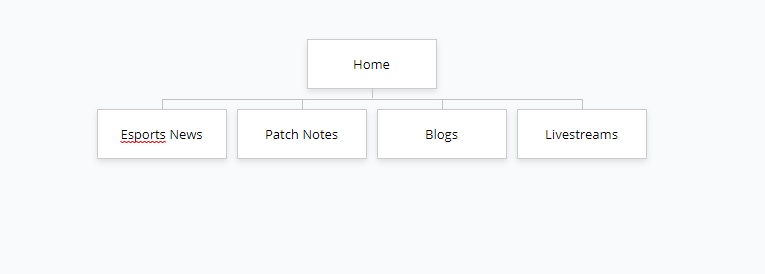 Home
Esports News
Patch Notes
Blogs
Livestreams